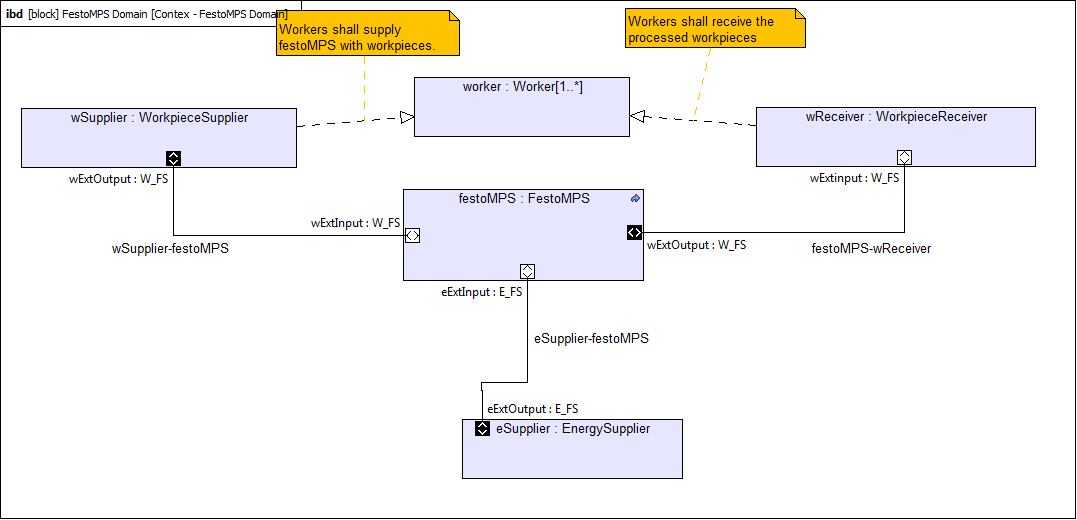 ibd [block] FestoMPS Domain [Contex - FestoMPS Domain]
Workers shall supply
festoMPS with workpieces.
Workers shall receive the
processed workpieces
worker : Worker[1..*]
wSupplier : WorkpieceSupplier
wReceiver : WorkpieceReceiver
wExtOutput : W_FS
wExtinput : W_FS
festoMPS : FestoMPS
wExtInput : W_FS
wExtOutput : W_FS
wSupplier-festoMPS
festoMPS-wReceiver
eExtInput : E_FS
eSupplier-festoMPS
eExtOutput : E_FS
eSupplier : EnergySupplier